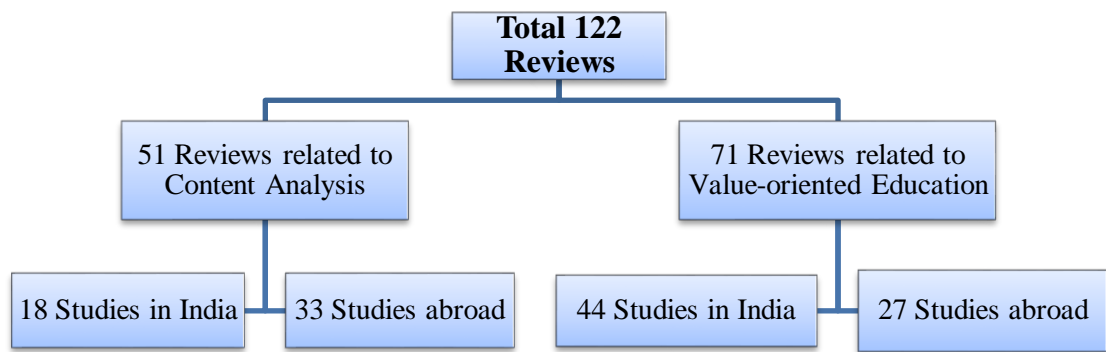 Total 122
Reviews
51 Reviews related to
Content Analysis
71 Reviews related to
Value-oriented Education
18 Studies in India
33 Studies abroad
44 Studies in India
27 Studies abroad